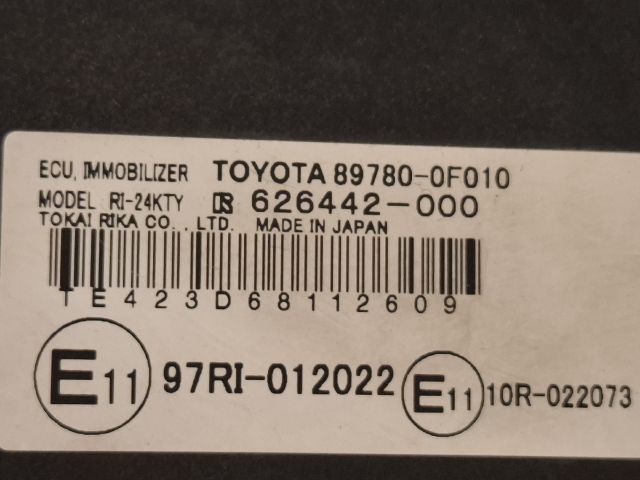 ECU, IMMOBILIZER TOYOTA 89780-0F010
MODEL RI-24KTY 626442-000
TOKAI RIKA CO. ,LTD. MADE IN JAPAN
TE423D68112609
E11 97RI-012022 E11 10R-022073